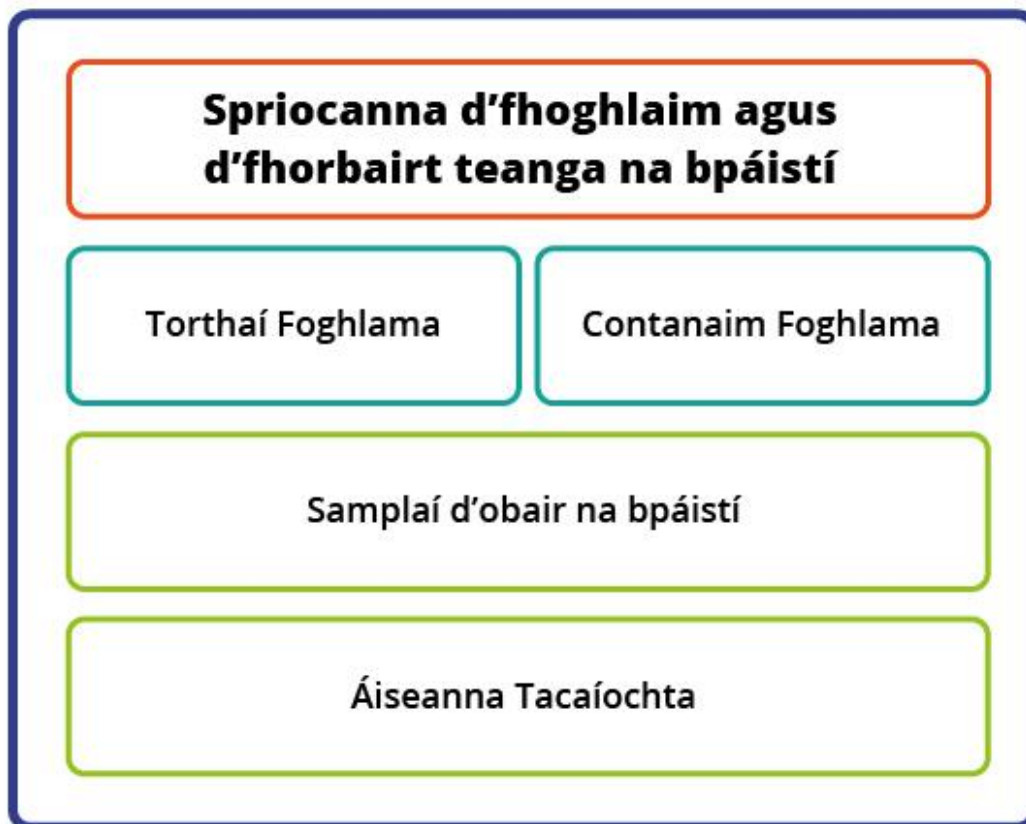 Spriocanna d’fhoghlaim agus
d’fhorbairt teanga na bpáistí
Torthaí Foghlama
Contanaim Foghlama
Samplaí d’obair na bpáistí
Áiseanna Tacaíochta